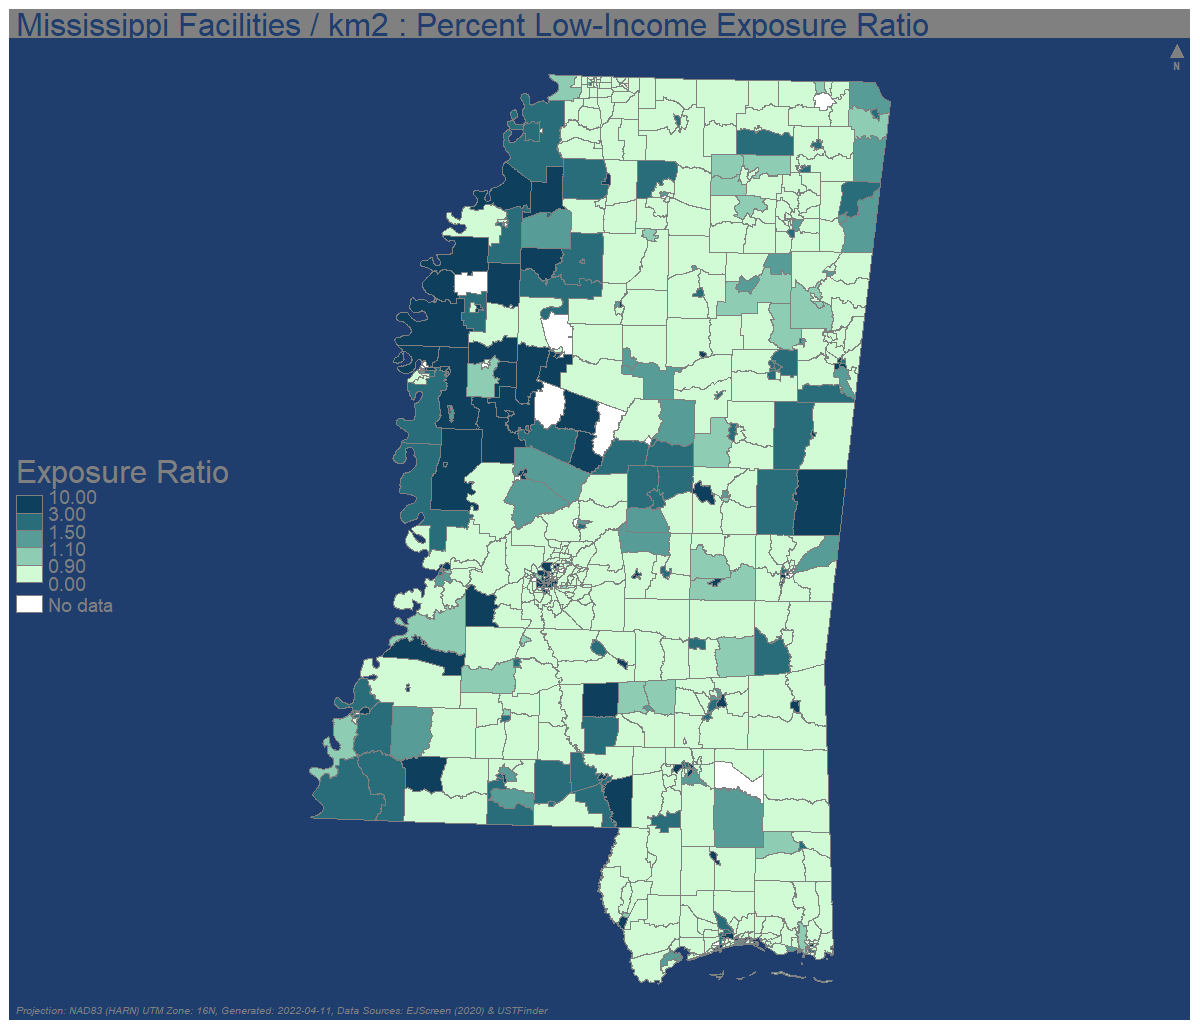 Mississippi Facilities / km2 : Percent Low-Income Exposure Ratio
N
Exposure Ratio
10.00
3.00
1.50
1.10
0.90
0.00
No data
Projection: NAD83 (HARN) UTM Zone: 16N, Generated: 2022-04-11, Data Sources: EJScreen (2020) & USTFinder